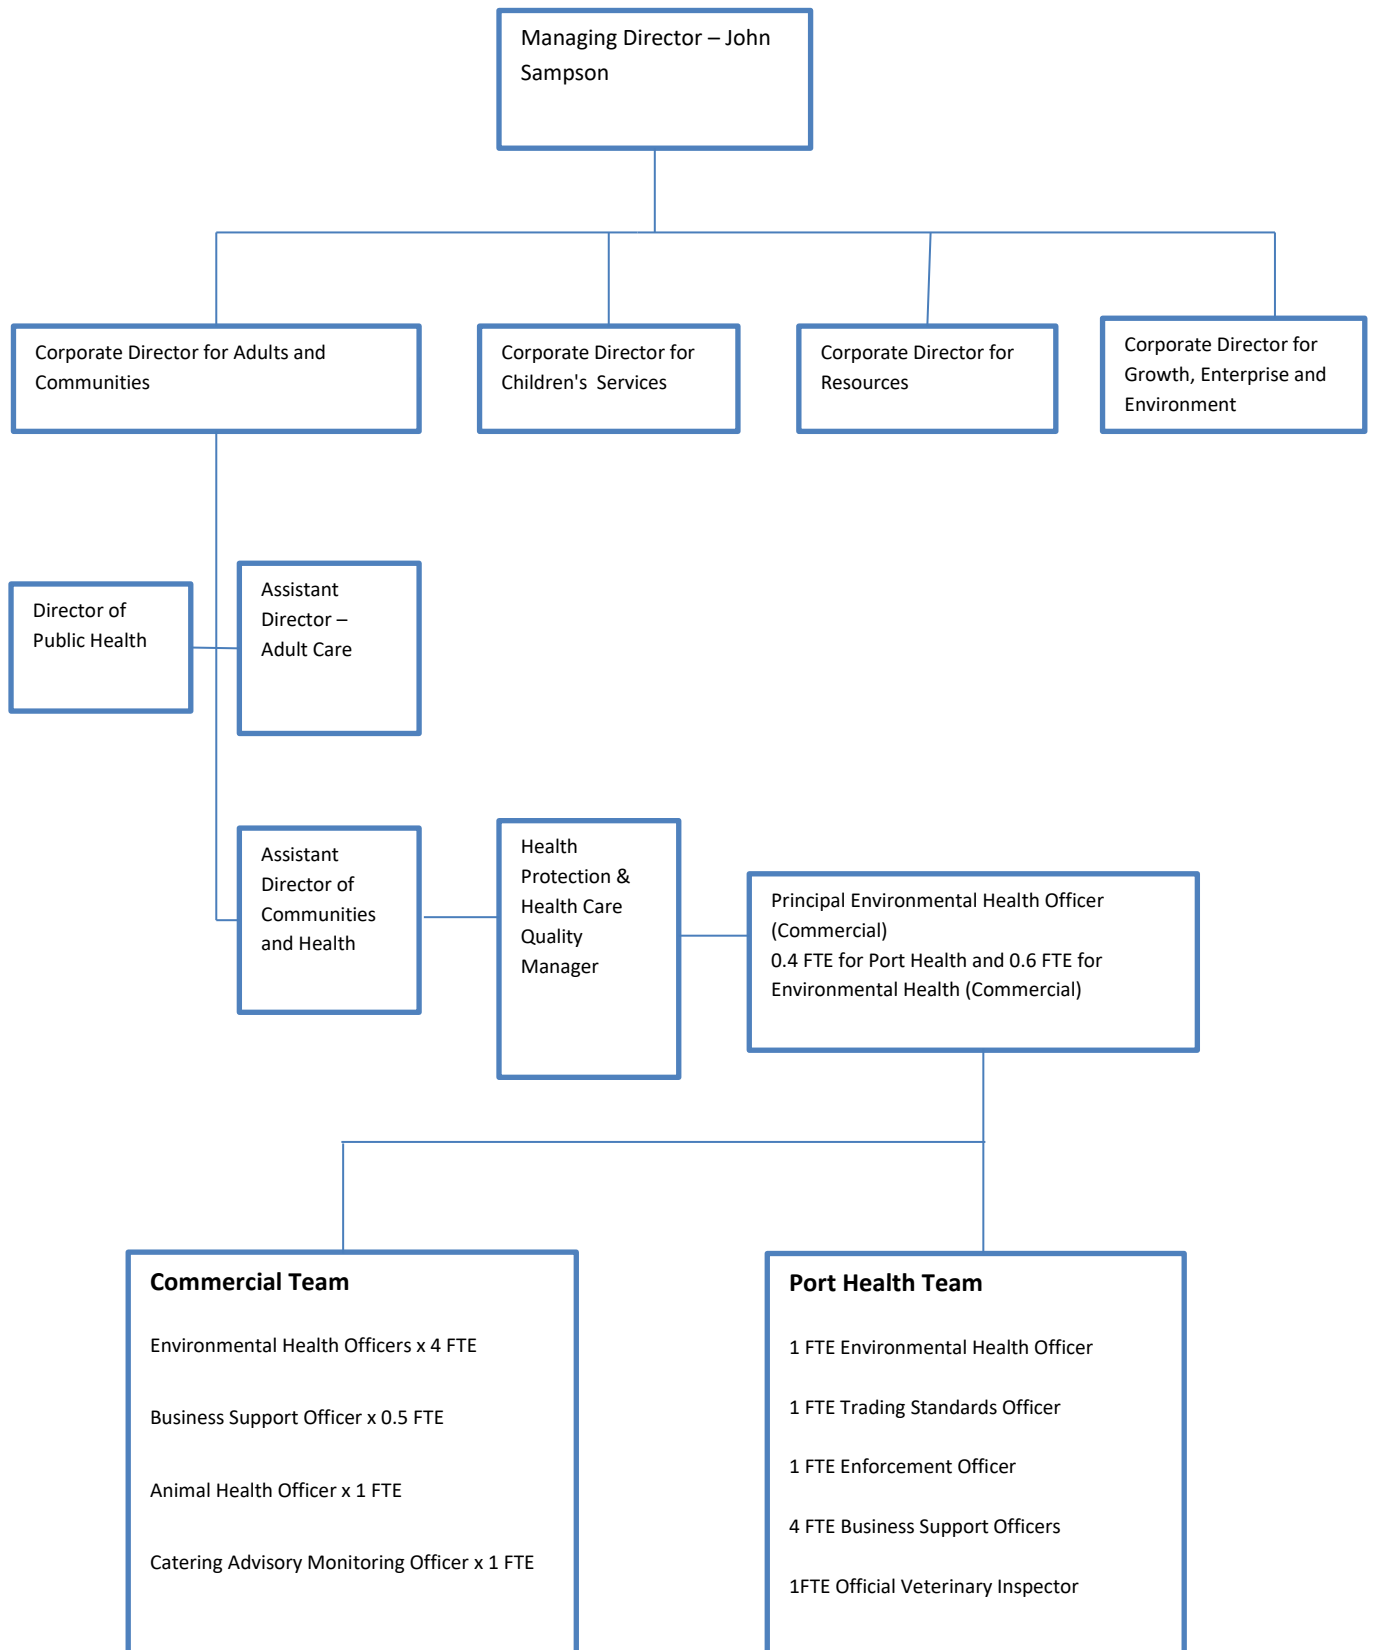 Managing Director – John
Sampson
Corporate Director for Adults and
Communities
Corporate Director for
Children's  Services
Corporate Director for
Resources
Corporate Director for
Growth, Enterprise and
Environment
Director of
Public Health
Assistant
Director –
Adult Care
Assistant
Director of
Communities
and Health
Health
Protection &
Health Care
Quality
Manager
Principal Environmental Health Officer
(Commercial)
0.4 FTE for Port Health and 0.6 FTE for
Environmental Health (Commercial)
Commercial Team
Environmental Health Officers x 4 FTE
Business Support Officer x 0.5 FTE
Animal Health Officer x 1 FTE
Catering Advisory Monitoring Officer x 1 FTE
Port Health Team
1 FTE Environmental Health Officer
1 FTE Trading Standards Officer
1 FTE Enforcement Officer
4 FTE Business Support Officers
1FTE Official Veterinary Inspector